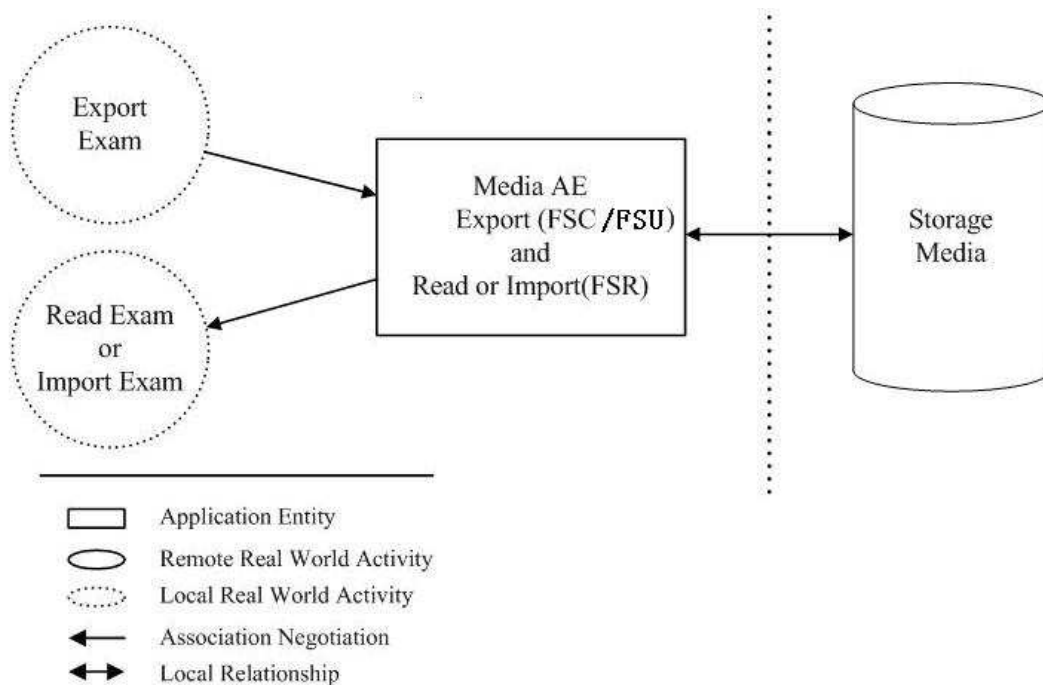 Export
Exam
Media AE
Export (FSC /FSU)
and
Read or Import(FSR)
Storage
Media
Read Exam
or
Import Exam
Application Entity
Remote Real World Activity
Local Real World Activity
Association Negotiation
Local Relationship